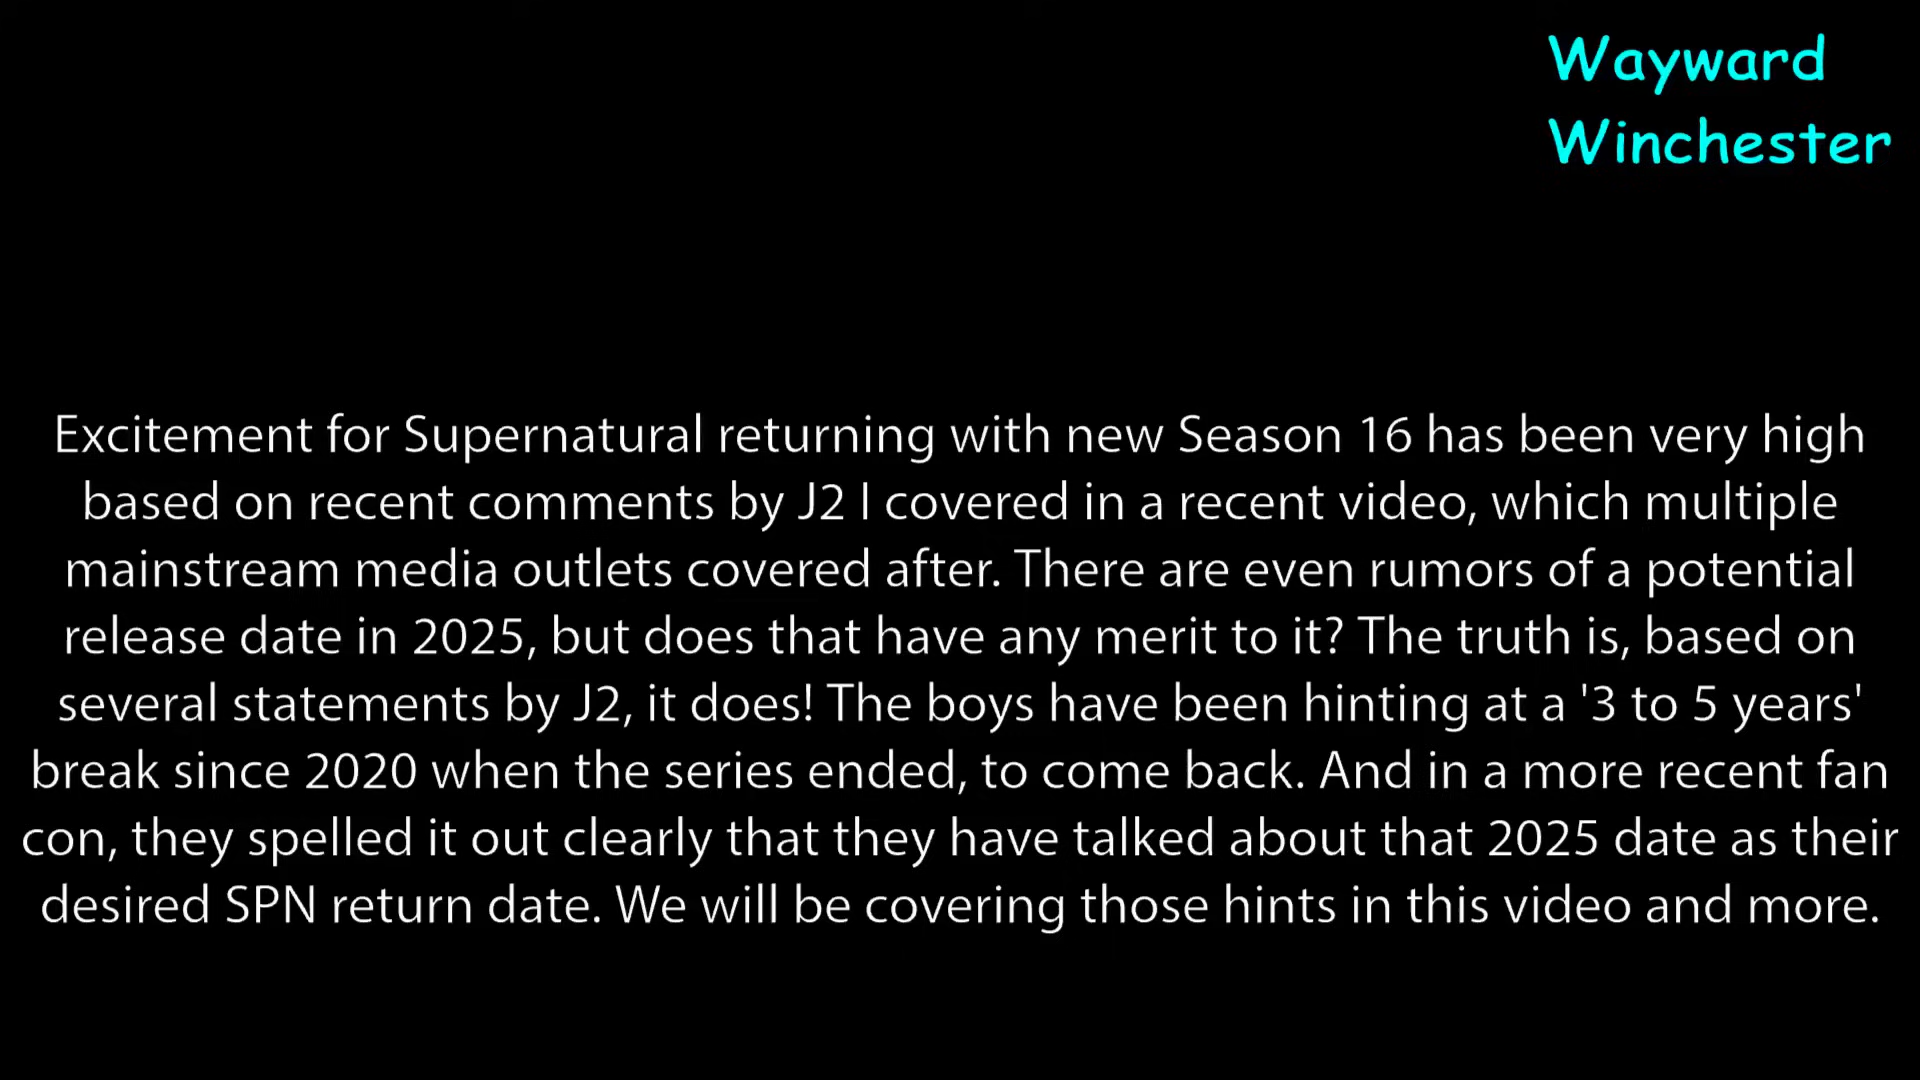 Wayward
Winchester
Excitement for Supernatural returning with new Season 16 has been very high
based on recent comments by J2 I covered in a recent video, which multiple
mainstream media outlets covered after. There are even rumors of a potential
release date in 2025, but does that have any merit to it? The truth is, based on
several statements by J2, it does! The boys have been hinting at a '3 to 5 years'
break since 2020 when the series ended, to come back. And in a more recent fan
con, they spelled it out clearly that they have talked about that 2025 date as their
desired SPN return date. We will be covering those hints in this video and more.